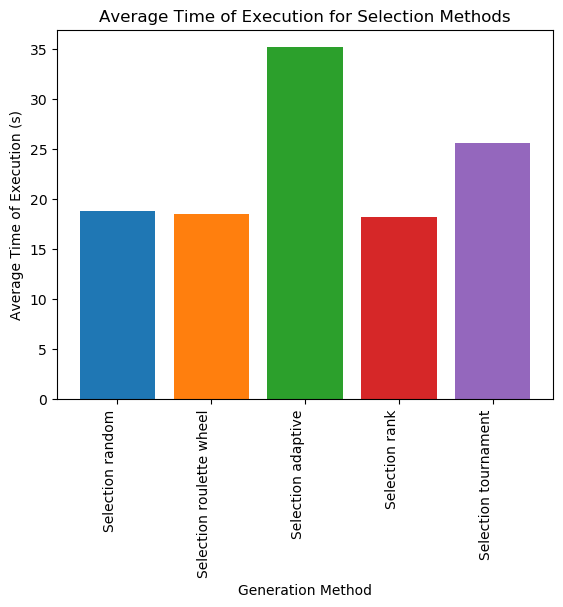 Average Time of Execution for Selection Methods
Average Time of Execution (s)
35
30
25
20
15
10
5
0
Selection random
Selection roulette wheel
Selection adaptive
Selection rank
Selection tournament
Generation Method